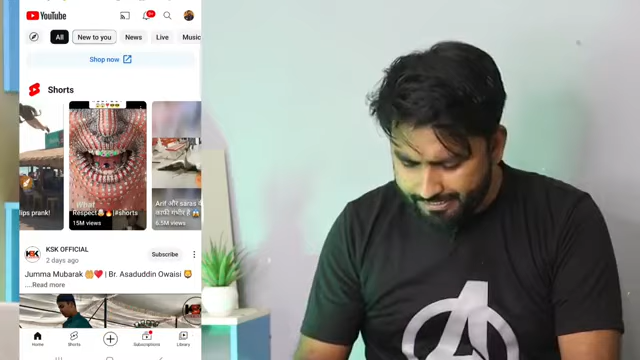 YouTube
9+
All
New to you
News
Live
Music
Shop now
Shorts
lips prank!
What
Respect
|#shorts
15M views
Arif और saras
काफी गंभीर है
6.5M views
KSK OFFICIAL
2 days ago
Subscribe
Jumma Mubarak | Br. Asaduddin Owaisi
....Read more
Home
Shorts
Subscriptions
Library